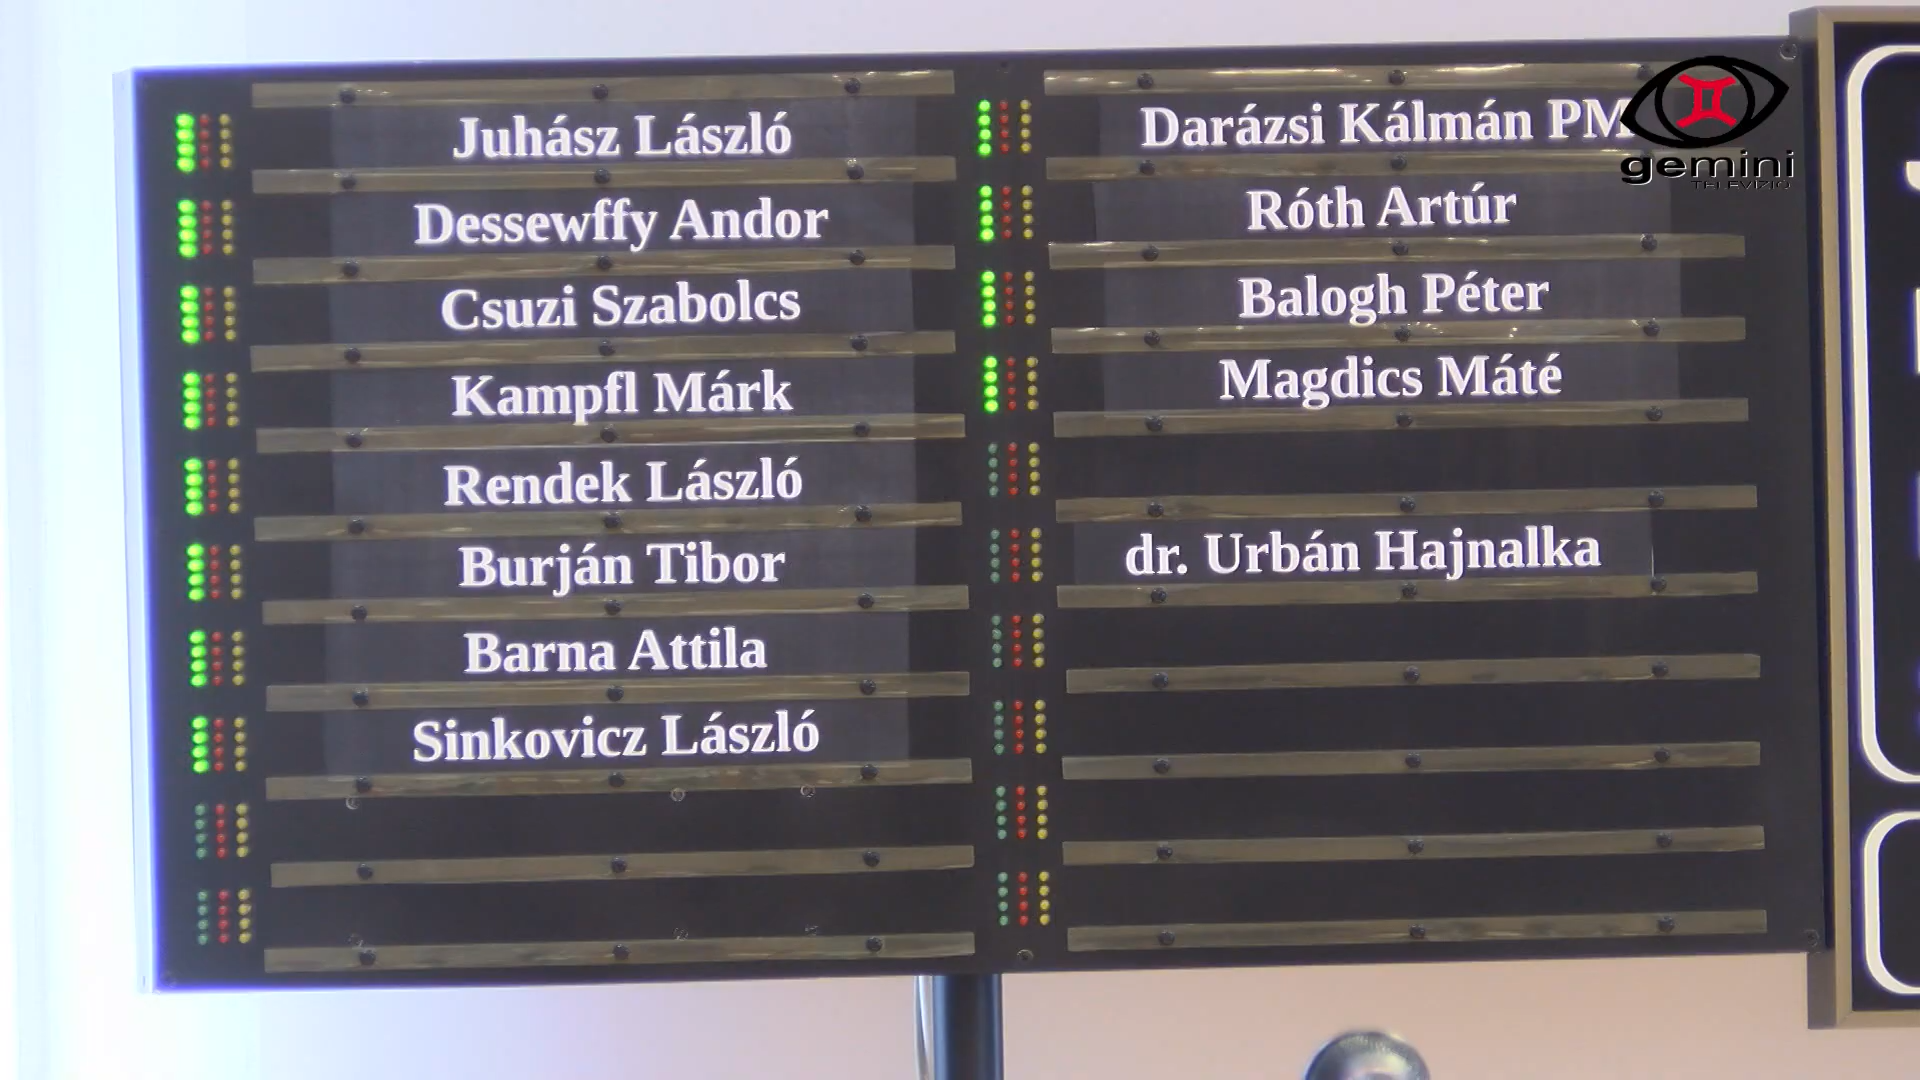 Juhász László
Dessewffy Andor
Csuzi Szabolcs
Kampfl Márk
Rendek László
Burján Tibor
Barna Attila
Sinkovicz László
Darázsi Kálmán PM
Róth Artúr
Balogh Péter
Magdics Máté
dr. Urbán Hajnalka
gemini
TELEVÍZIÓ